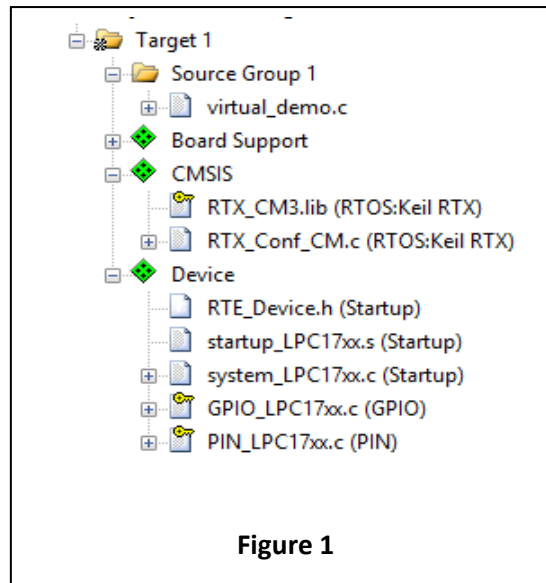 Target 1
Source Group 1
virtual_demo.c
Board Support
CMSIS
RTX_CM3.lib (RTOS:Keil RTX)
RTX_Conf_CM.c (RTOS:Keil RTX)
Device
RTE_Device.h (Startup)
startup_LPC17xx.s (Startup)
system_LPC17xx.c (Startup)
GPIO_LPC17xx.c (GPIO)
PIN_LPC17xx.c (PIN)
Figure 1